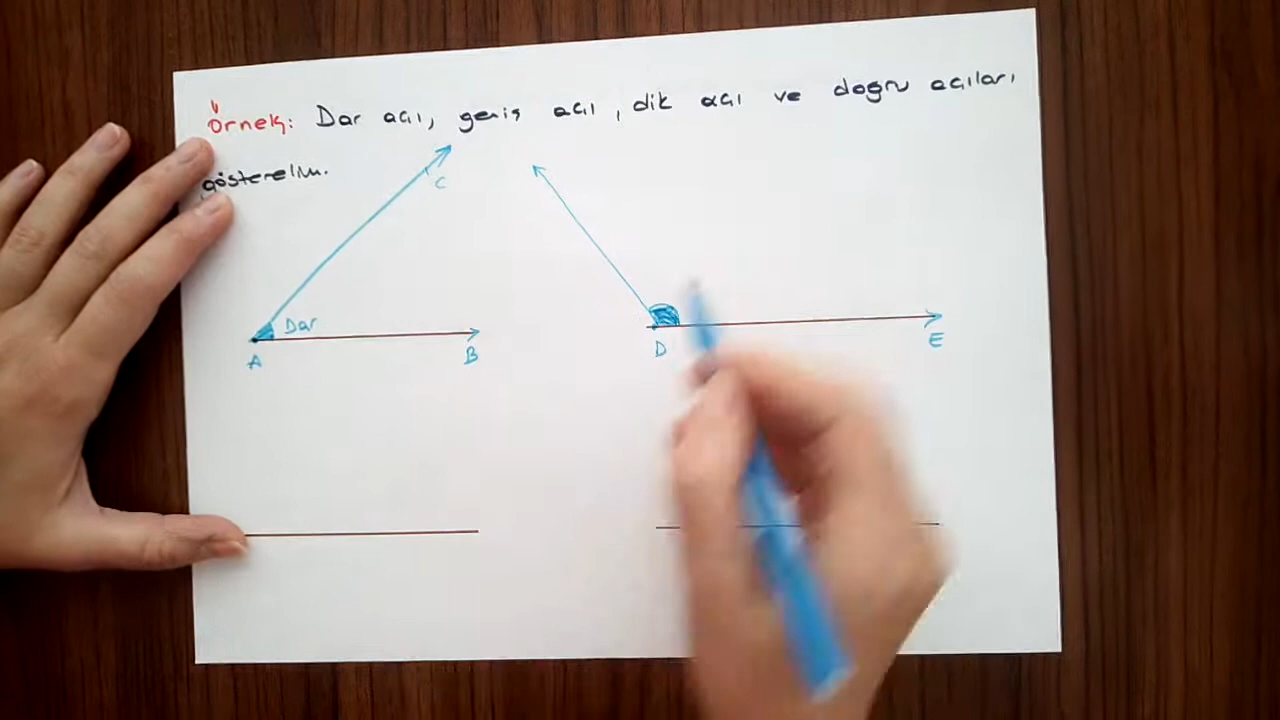 Örnek: Dar açı, geniş açı, dik açı ve doğru açıları
gösterelim.
C
Dar
A
B
D
E